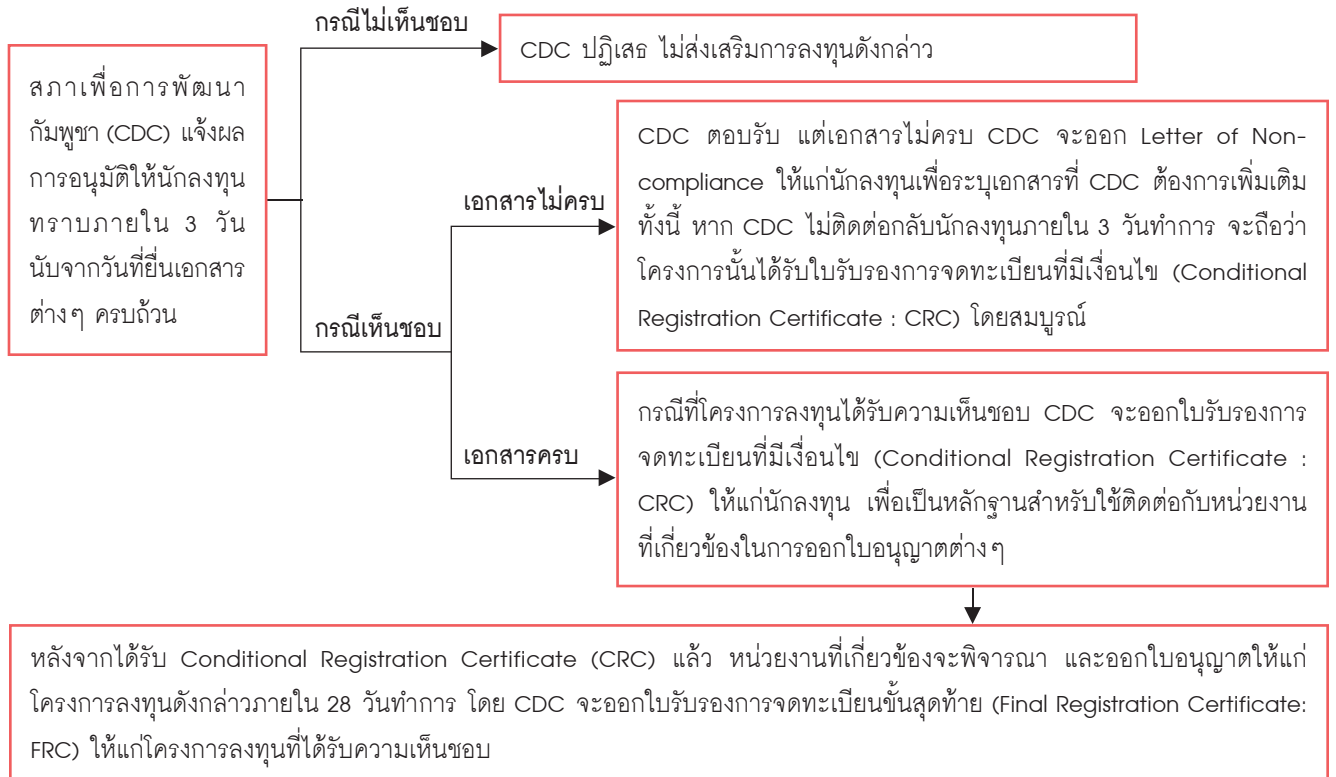 กรณีไม่เห็นชอบ
CDC ปฏิเสธ ไม่ส่งเสริมการลงทุนดังกล่าว
สภาเพื่อการพัฒนา
กัมพูชา (CDC) แจ้งผล
การอนุมัติให้นักลงทุน
ทราบภายใน 3 วัน
นับจากวันที่ยื่นเอกสาร
ต่างๆ ครบถ้วน
กรณีเห็นชอบ
เอกสารไม่ครบ
CDC ตอบรับ แต่เอกสารไม่ครบ CDC จะออก Letter of Non-
compliance ให้แก่นักลงทุนเพื่อระบุเอกสารที่ CDC ต้องการเพิ่มเติม
ทั้งนี้ หาก CDC ไม่ติดต่อกลับนักลงทุนภายใน 3 วันทำการ จะถือว่า
โครงการนั้นได้รับใบรับรองการจดทะเบียนที่มีเงื่อนไข (Conditional
Registration Certificate : CRC) โดยสมบูรณ์
เอกสารครบ
กรณีที่โครงการลงทุนได้รับความเห็นชอบ CDC จะออกใบรับรองการ
จดทะเบียนที่มีเงื่อนไข (Conditional Registration Certificate :
CRC) ให้แก่นักลงทุน เพื่อเป็นหลักฐานสำหรับใช้ติดต่อกับหน่วยงาน
ที่เกี่ยวข้องในการออกใบอนุญาตต่างๆ
หลังจากได้รับ Conditional Registration Certificate (CRC) แล้ว หน่วยงานที่เกี่ยวข้องจะพิจารณา และออกใบอนุญาตให้แก่
โครงการลงทุนดังกล่าวภายใน 28 วันทำการ โดย CDC จะออกใบรับรองการจดทะเบียนขั้นสุดท้าย (Final Registration Certificate:
FRC) ให้แก่โครงการลงทุนที่ได้รับความเห็นชอบ